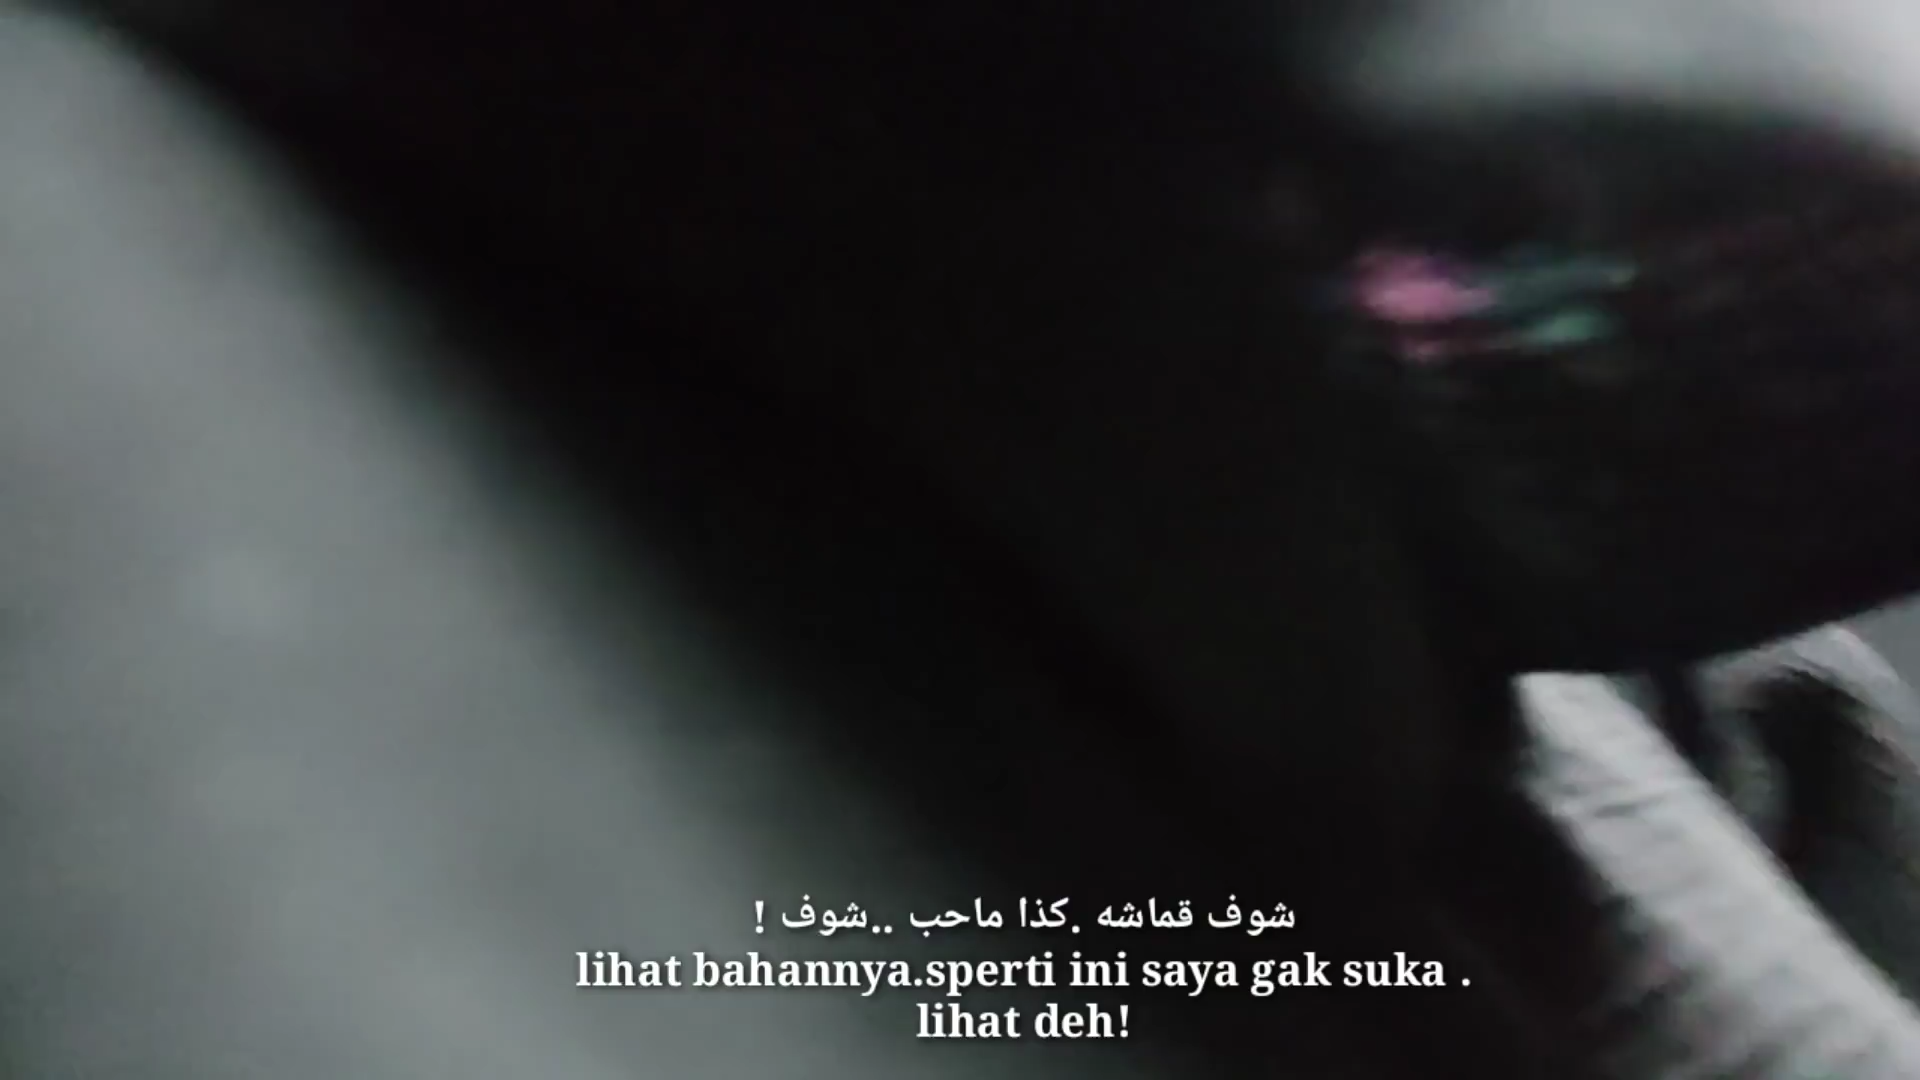 شوف قماشه .كذا ماحب ..شوف !
lihat bahannya.sperti ini saya gak suka .
lihat deh!